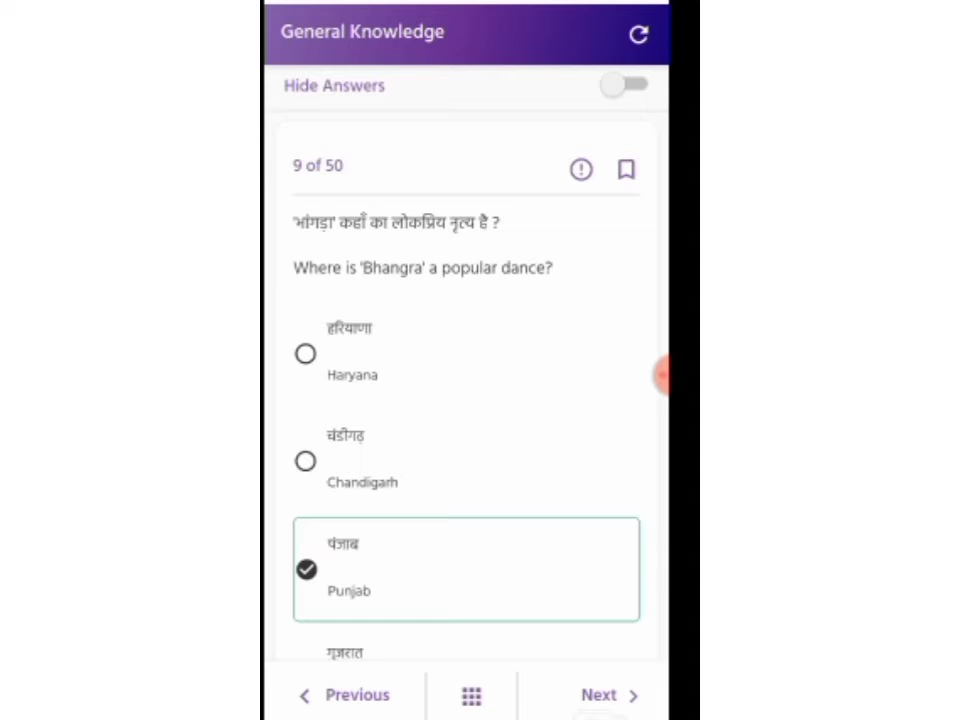 General Knowledge
Hide Answers
9 of 50
'भांगड़ा' कहाँ का लोकप्रिय नृत्य है ?
Where is 'Bhangra' a popular dance?
हरियाणा
Haryana
चंडीगढ़
Chandigarh
पंजाब
Punjab
गुजरात
Previous
Next